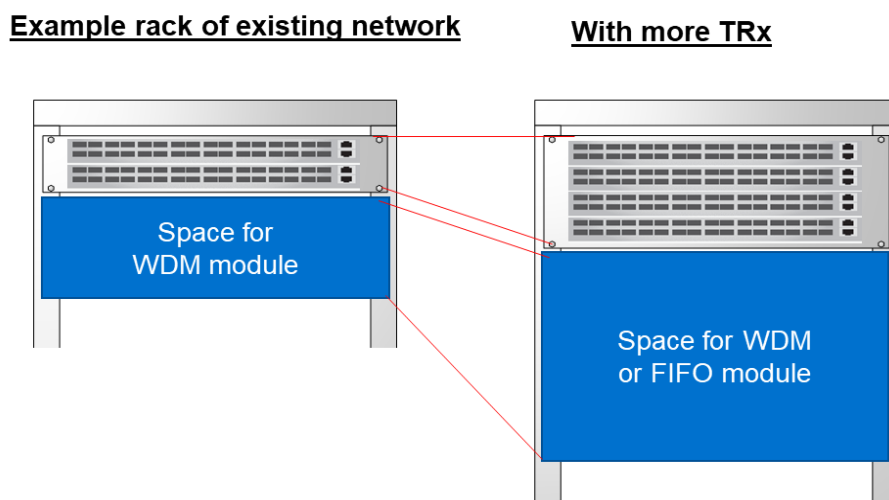 Example rack of existing network
With more TRx
Space for
WDM module
Space for WDM
or FIFO module